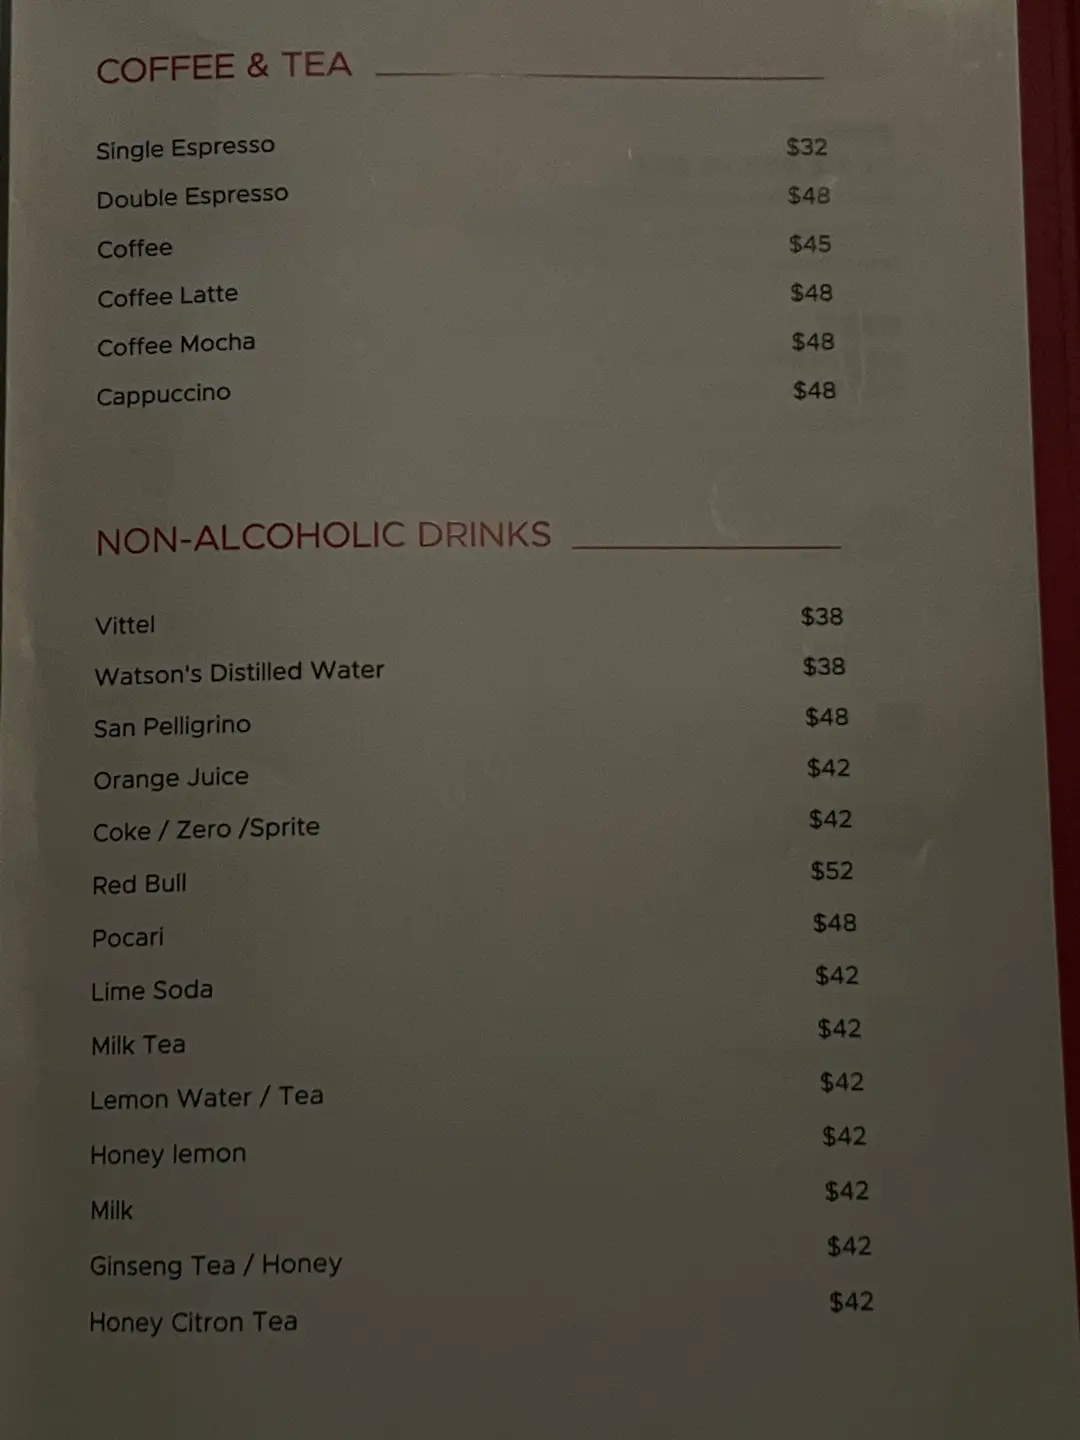 COFFEE & TEA
Single Espresso $32
Double Espresso $48
Coffee $45
Coffee Latte $48
Coffee Mocha $48
Cappuccino $48
NON-ALCOHOLIC DRINKS
Vittel $38
Watson's Distilled Water $38
San Pelligrino $48
Orange Juice $42
Coke / Zero /Sprite $42
Red Bull $52
Pocari $48
Lime Soda $42
Milk Tea $42
Lemon Water / Tea $42
Honey lemon $42
Milk $42
Ginseng Tea / Honey $42
Honey Citron Tea $42